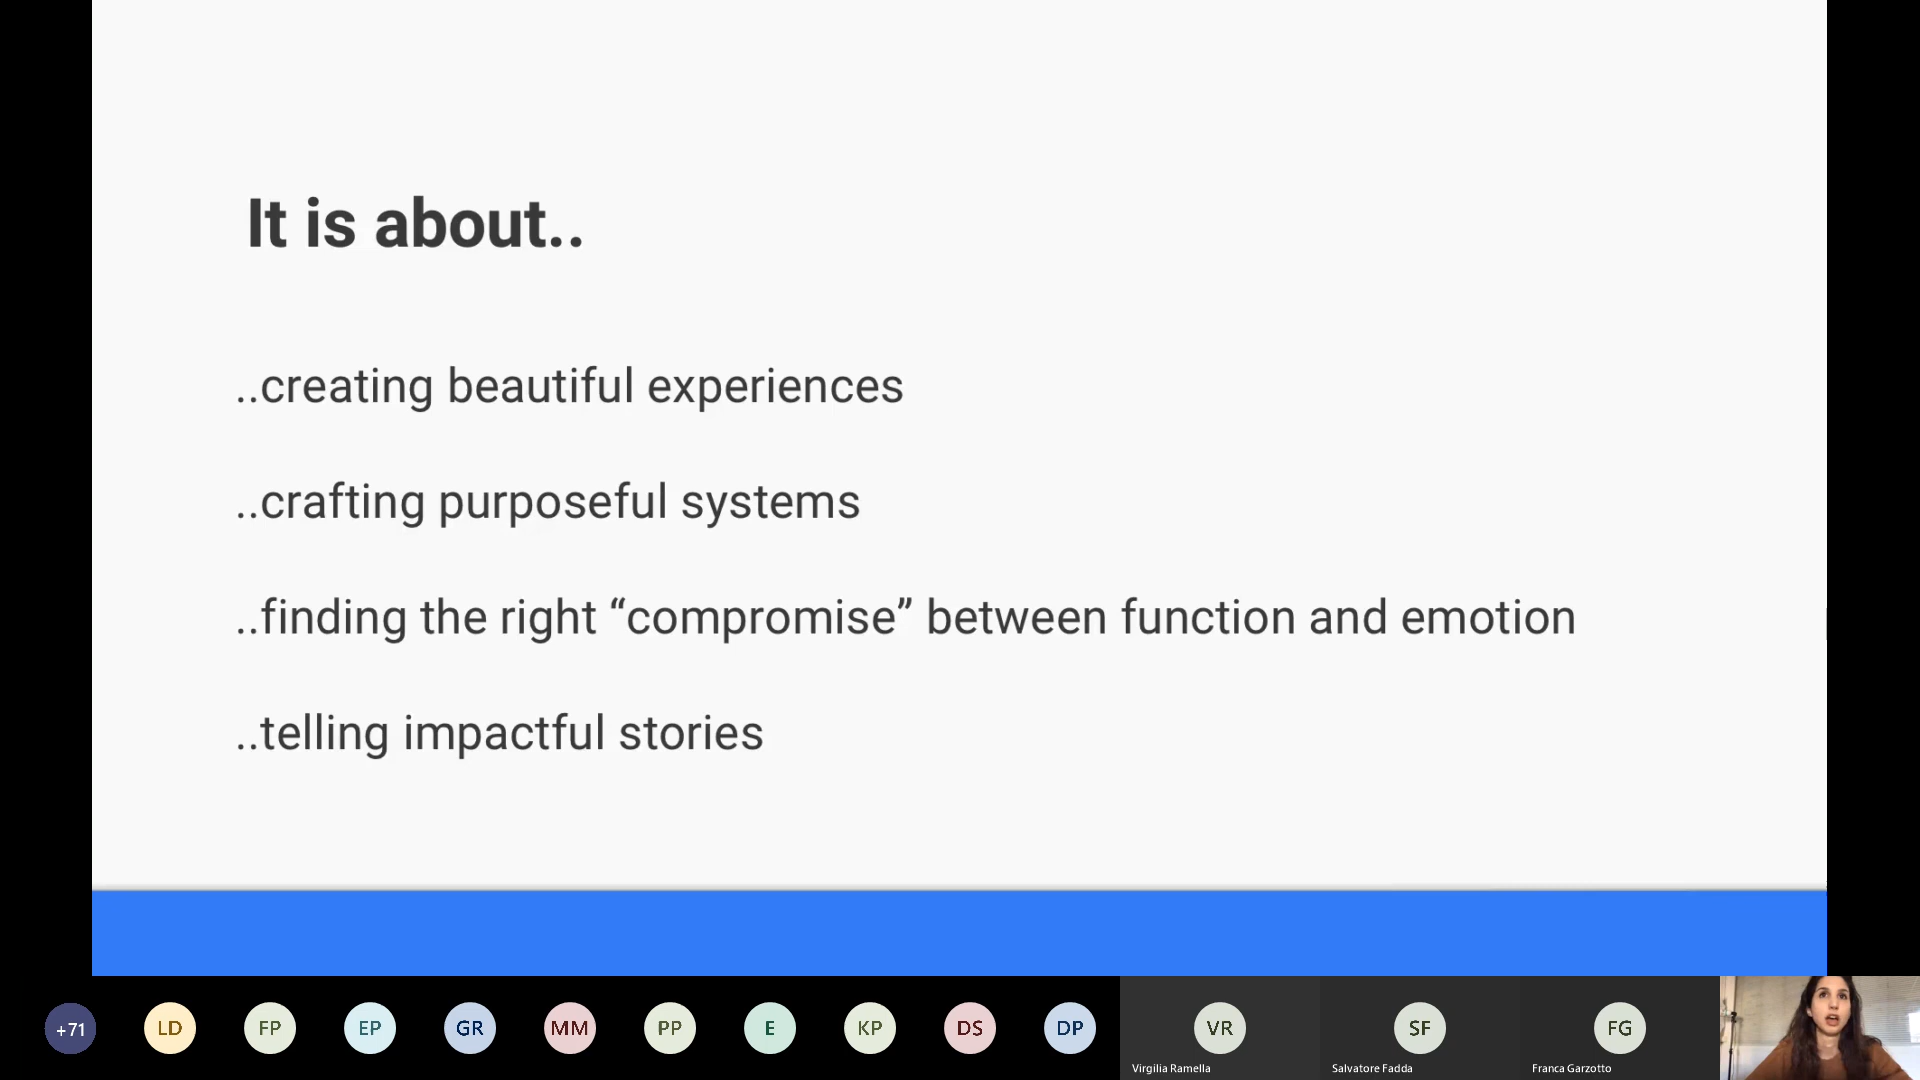 It is about..
..creating beautiful experiences
..crafting purposeful systems
..finding the right “compromise” between function and emotion
..telling impactful stories
+71
LD
FP
EP
GR
MM
PP
E
KP
DS
DP
VR
SF
FG
Virgilia Ramella
Salvatore Fadda
Franca Garzotto